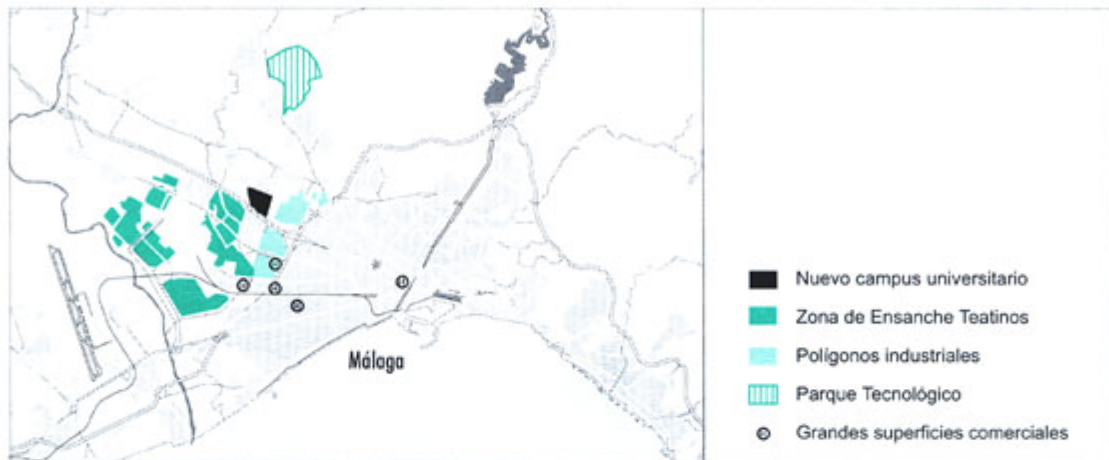 Málaga
Nuevo campus universitario
Zona de Ensanche Teatinos
Polígonos industriales
Parque Tecnológico
Grandes superficies comerciales